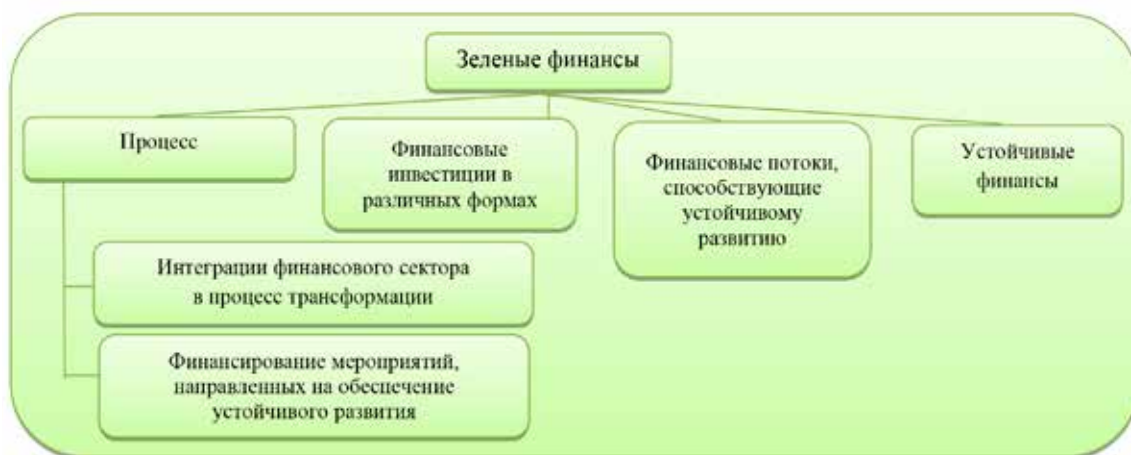 Зеленые финансы
Процесс
Финансовые
инвестиции в
различных формах
Финансовые потоки,
способствующие
устойчивому
развитию
Устойчивые
финансы
Интеграции финансового сектора
в процесс трансформации
Финансирование мероприятий,
направленных на обеспечение
устойчивого развития